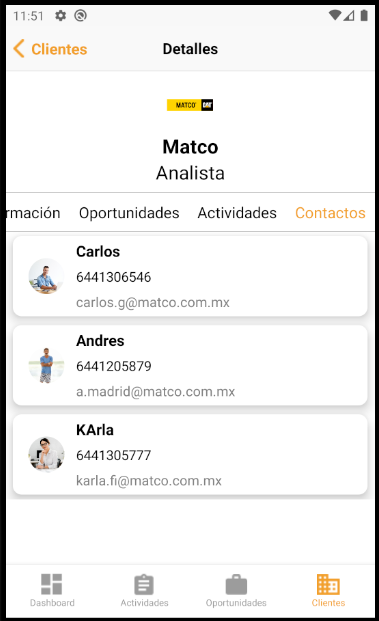 11:51
Clientes
Detalles
MATCO CAT
Matco
Analista
rmación Oportunidades Actividades Contactos
Carlos
6441306546
carlos.g@matco.com.mx
Andres
6441205879
a.madrid@matco.com.mx
KArla
6441305777
karla.fi@matco.com.mx
Dashboard Actividades Oportunidades Clientes